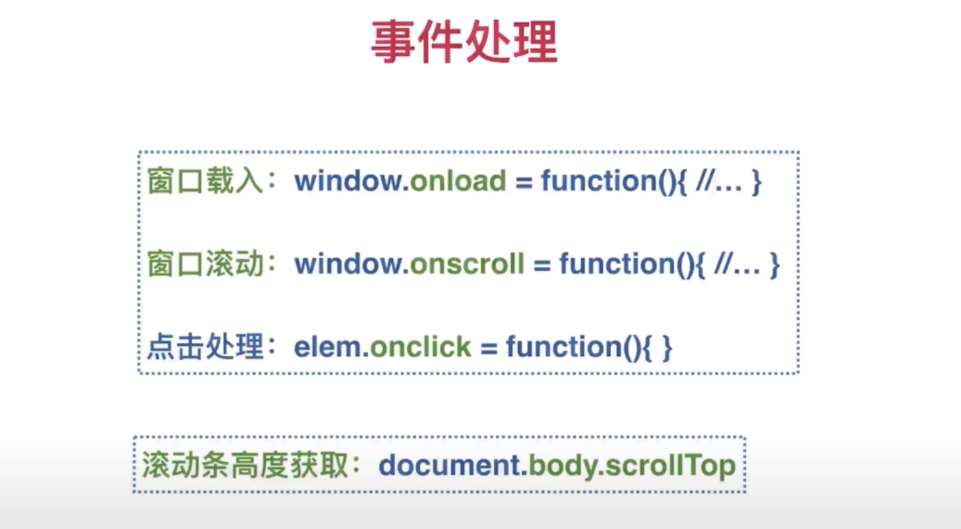 事件处理
窗口载入：window.onload = function(){ //... }
窗口滚动：window.onscroll = function(){ //... }
点击处理：elem.onclick = function(){ }
滚动条高度获取：document.body.scrollTop